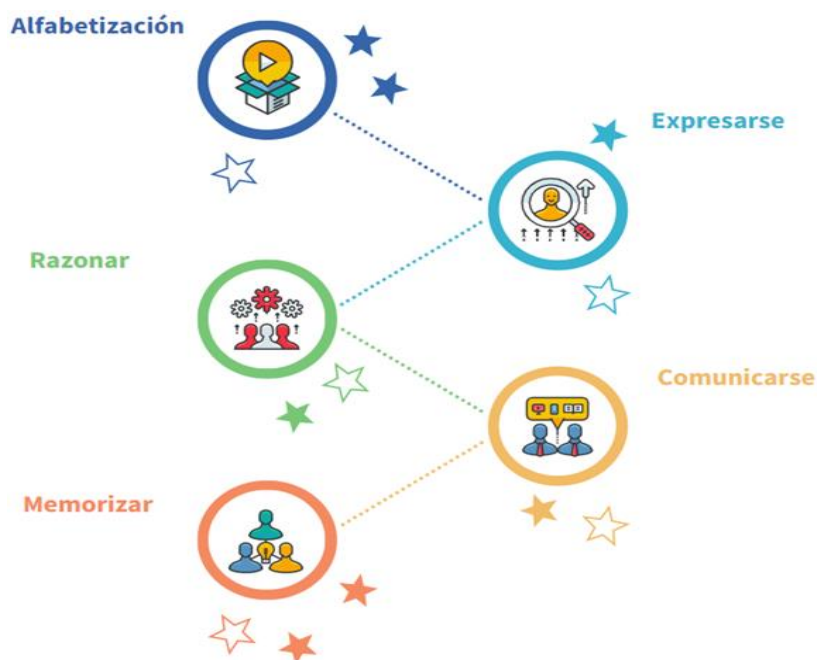 Alfabetización
Expresarse
Razonar
Comunicarse
Memorizar